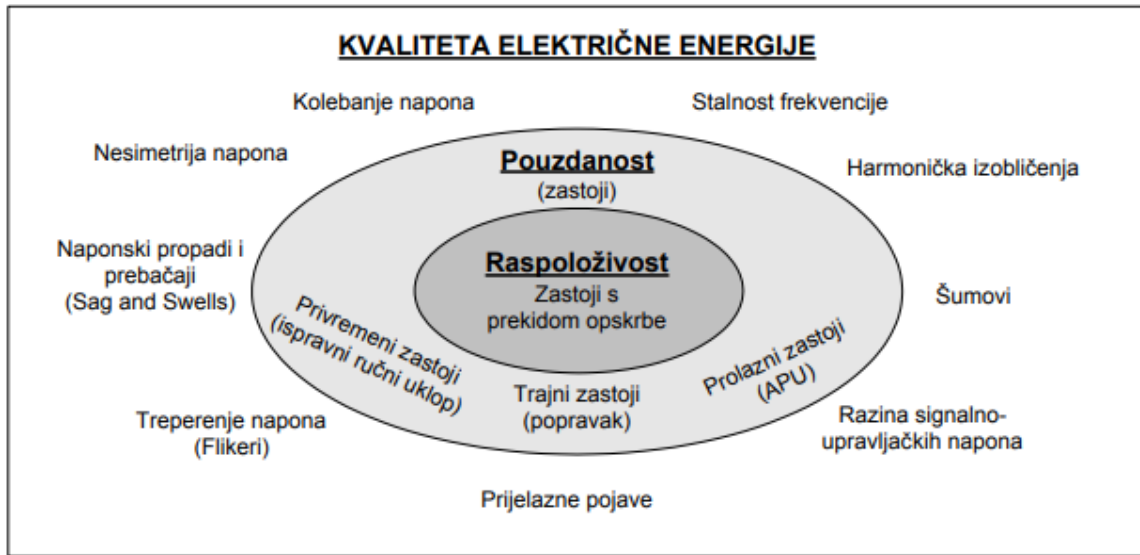 KVALITETA ELEKTRIČNE ENERGIJE
Kolebanje napona
Stalnost frekvencije
Nesimetrija napona
Pouzdanost
(zastoji)
Harmonička izobličenja
Naponski propadi i
prebačaji
(Sag and Swells)
Raspoloživost
Zastoji s
prekidom opskrbe
Šumovi
Privremeni zastoji
(ispravni ručni uklop)
Trajni zastoji
(popravak)
Prolazni zastoji
(APU)
Treperenje napona
(Flikeri)
Razina signalno-
upravljačkih napona
Prijelazne pojave